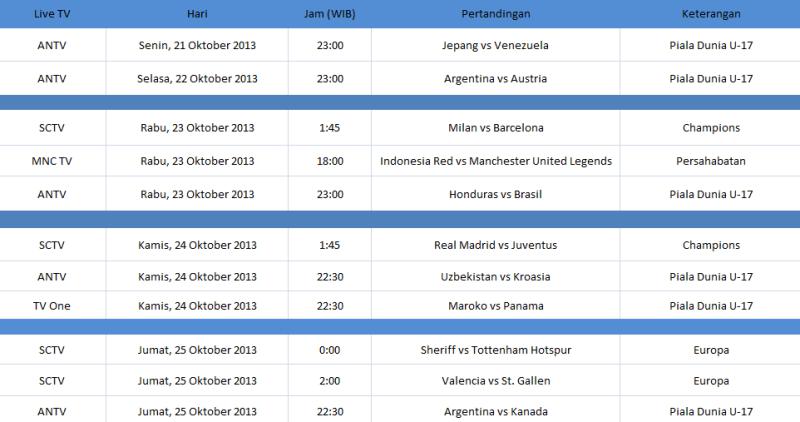 Live TV Hari Jam (WIB) Pertandingan Keterangan
ANTV Senin, 21 Oktober 2013 23:00 Jepang vs Venezuela Piala Dunia U-17
ANTV Selasa, 22 Oktober 2013 23:00 Argentina vs Austria Piala Dunia U-17
SCTV Rabu, 23 Oktober 2013 1:45 Milan vs Barcelona Champions
MNC TV Rabu, 23 Oktober 2013 18:00 Indonesia Red vs Manchester United Legends Persahabatan
ANTV Rabu, 23 Oktober 2013 23:00 Honduras vs Brasil Piala Dunia U-17
SCTV Kamis, 24 Oktober 2013 1:45 Real Madrid vs Juventus Champions
ANTV Kamis, 24 Oktober 2013 22:30 Uzbekistan vs Kroasia Piala Dunia U-17
TV One Kamis, 24 Oktober 2013 22:30 Maroko vs Panama Piala Dunia U-17
SCTV Jumat, 25 Oktober 2013 0:00 Sheriff vs Tottenham Hotspur Europa
SCTV Jumat, 25 Oktober 2013 2:00 Valencia vs St. Gallen Europa
ANTV Jumat, 25 Oktober 2013 22:30 Argentina vs Kanada Piala Dunia U-17